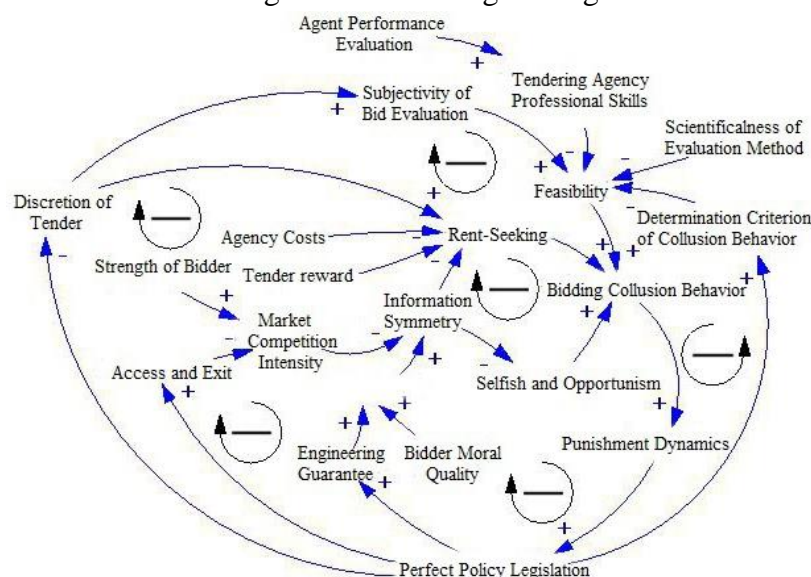 Agent Performance
Evaluation
Tendering Agency
Professional Skills
Subjectivity of
Bid Evaluation
Scientificalness of
Evaluation Method
Discretion of
Tender
Feasibility
Determination Criterion
of Collusion Behavior
Agency Costs
Rent-Seeking
Strength of Bidder
Tender reward
Bidding Collusion Behavior
Information
Symmetry
Market
Competition
Intensity
Access and Exit
Selfish and Opportunism
Engineering
Guarantee
Bidder Moral
Quality
Punishment Dynamics
Perfect Policy Legislation